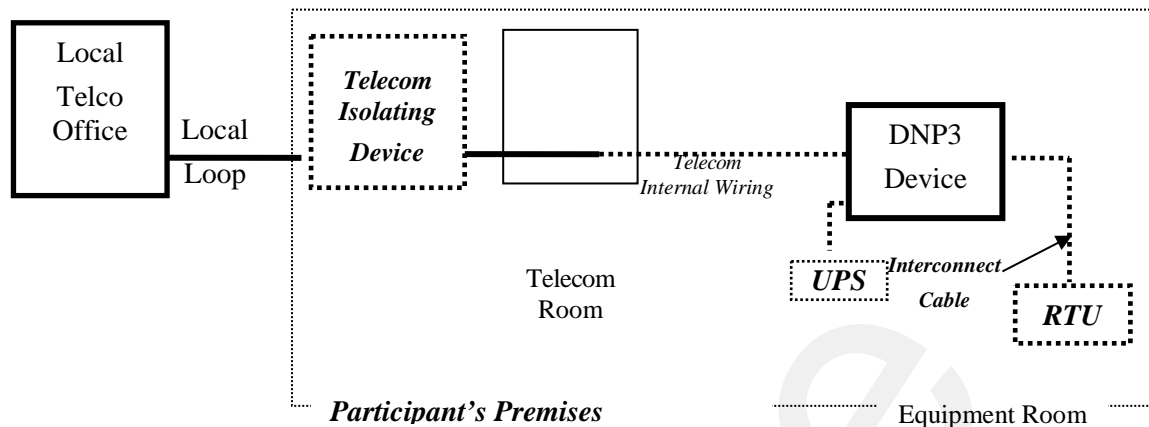 Local
Telco
Office
Local
Loop
Telecom
Isolating
Device
Telecom
Internal Wiring
DNP3
Device
UPS
Interconnect
Cable
RTU
Telecom
Room
Participant's Premises
Equipment Room